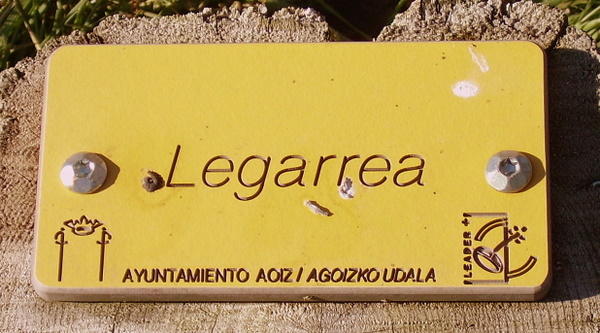 Legarrea
AYUNTAMIENTO AOIZ / AGOIZKO UDALA
LEADER +